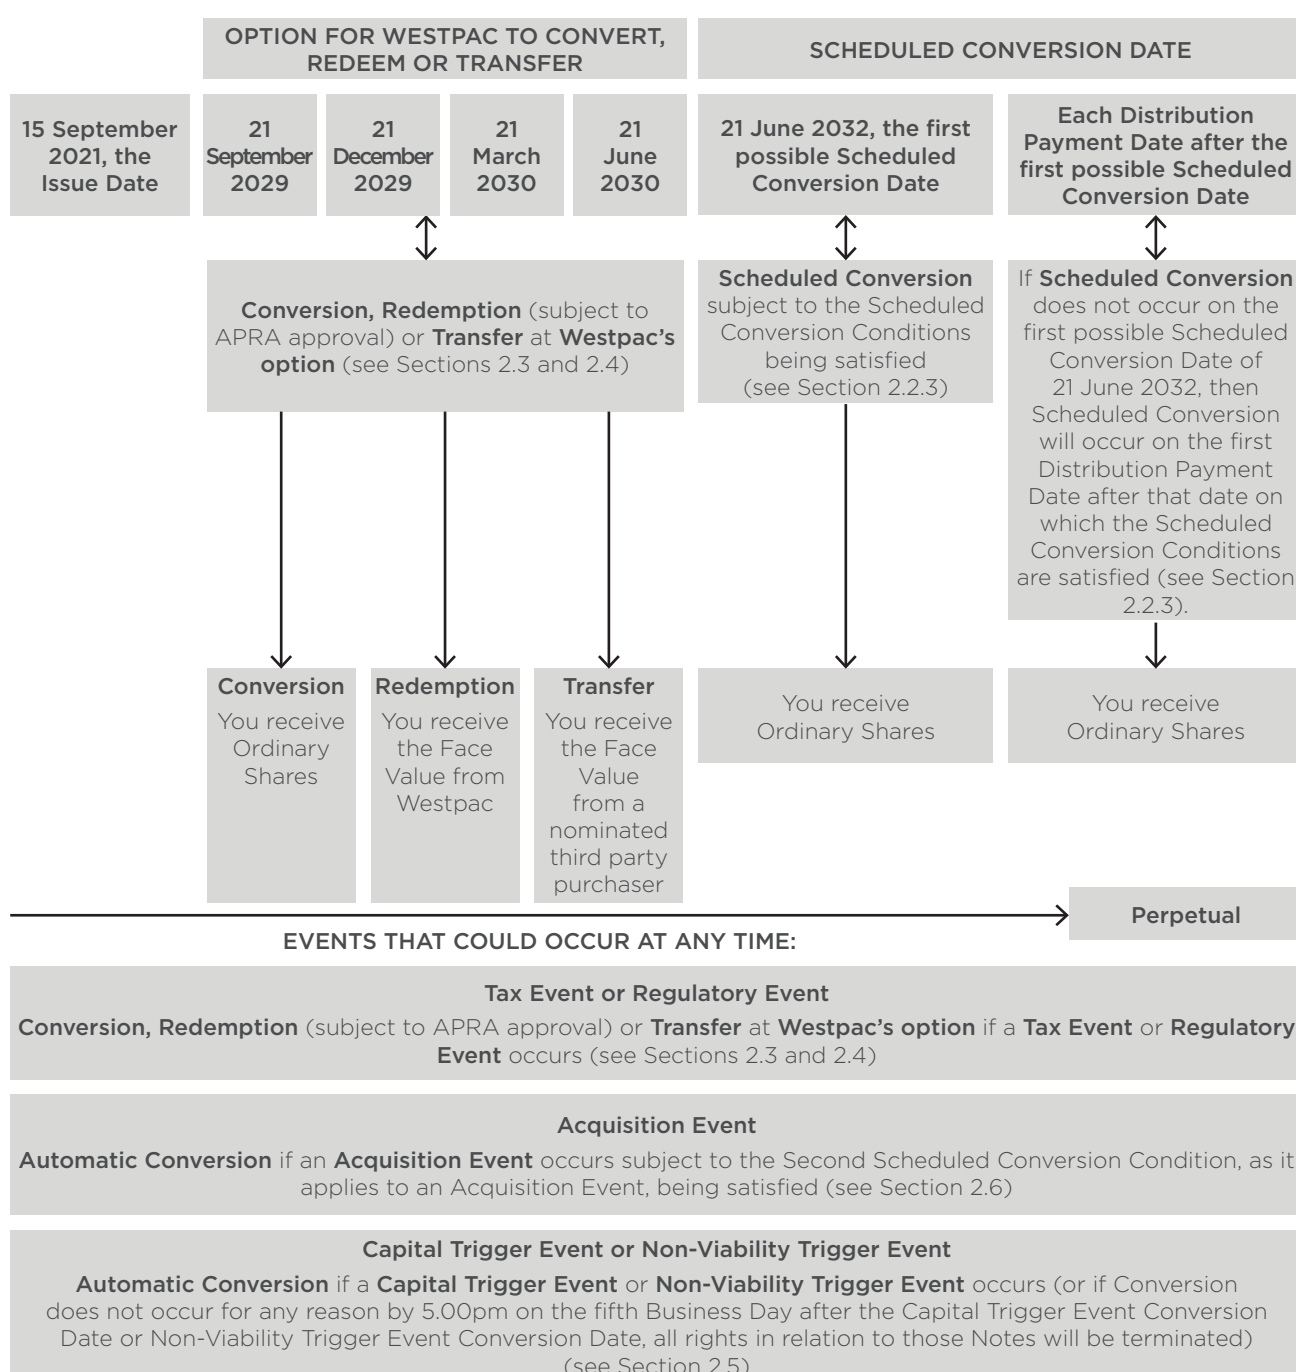 OPTION FOR WESTPAC TO CONVERT,
REDEEM OR TRANSFER
SCHEDULED CONVERSION DATE
15 September
2021, the
Issue Date
21
September
2029
21
December
2029
21
March
2030
21
June
2030
21 June 2032, the first
possible Scheduled
Conversion Date
Each Distribution
Payment Date after the
first possible Scheduled
Conversion Date
Conversion, Redemption (subject to
APRA approval) or Transfer at Westpac's
option (see Sections 2.3 and 2.4)
Scheduled Conversion
subject to the Scheduled
Conversion Conditions
being satisfied
(see Section 2.2.3)
If Scheduled Conversion
does not occur on the
first possible Scheduled
Conversion Date of
21 June 2032, then
Scheduled Conversion
will occur on the first
Distribution Payment
Date after that date on
which the Scheduled
Conversion Conditions
are satisfied (see Section
2.2.3).
Conversion
You receive
Ordinary
Shares
Redemption
You receive
the Face
Value from
Westpac
Transfer
You receive
the Face
Value
from a
nominated
third party
purchaser
You receive
Ordinary Shares
You receive
Ordinary Shares
Perpetual
EVENTS THAT COULD OCCUR AT ANY TIME:
Tax Event or Regulatory Event
Conversion, Redemption (subject to APRA approval) or Transfer at Westpac's option if a Tax Event or Regulatory
Event occurs (see Sections 2.3 and 2.4)
Acquisition Event
Automatic Conversion if an Acquisition Event occurs subject to the Second Scheduled Conversion Condition, as it
applies to an Acquisition Event, being satisfied (see Section 2.6)
Capital Trigger Event or Non-Viability Trigger Event
Automatic Conversion if a Capital Trigger Event or Non-Viability Trigger Event occurs (or if Conversion
does not occur for any reason by 5.00pm on the fifth Business Day after the Capital Trigger Event Conversion
Date or Non-Viability Trigger Event Conversion Date, all rights in relation to those Notes will be terminated)
(see Section 2.5)